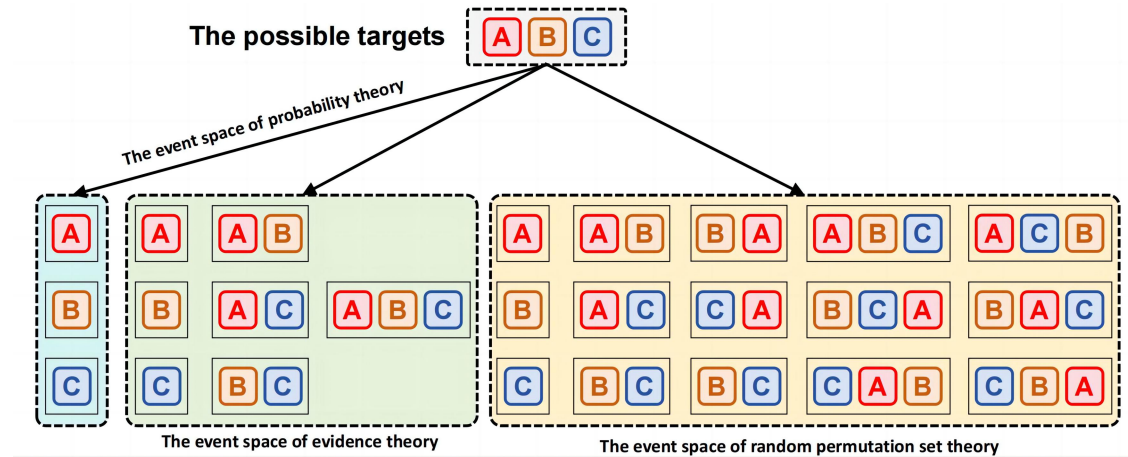 The possible targets A B C
The event space of probability theory
A A A B A A B B A A B C A C B
B B A C A B C B A C C A B C A B A C
C C B C C B C B C C A B C B A
The event space of evidence theory
The event space of random permutation set theory